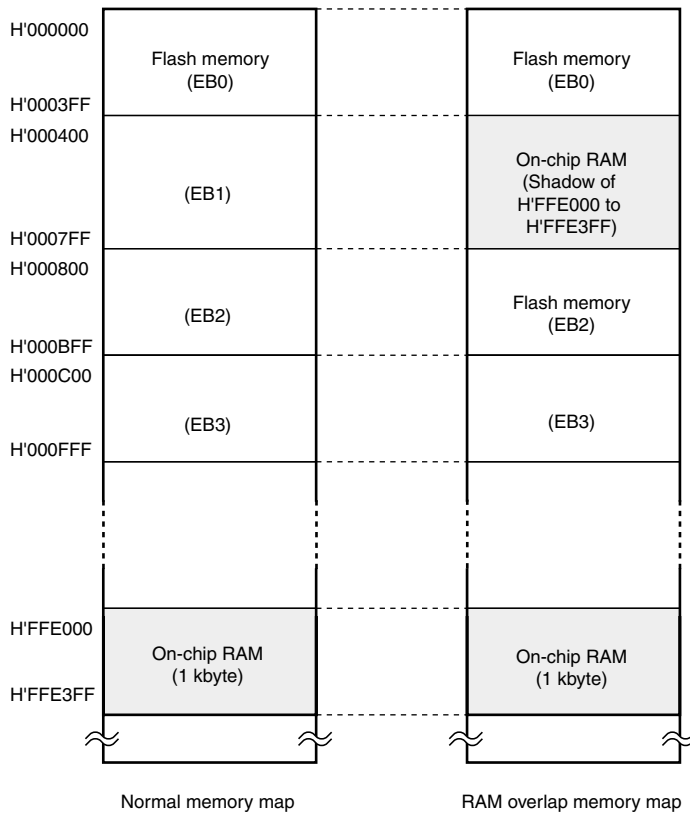 H'000000
Flash memory
(EB0)
Flash memory
(EB0)
H'0003FF
H'000400
(EB1)
On-chip RAM
(Shadow of
H'FFE000 to
H'FFE3FF)
H'0007FF
H'000800
(EB2)
Flash memory
(EB2)
H'000BFF
H'000C00
(EB3)
(EB3)
H'000FFF
H'FFE000
On-chip RAM
(1 kbyte)
On-chip RAM
(1 kbyte)
H'FFE3FF
Normal memory map
RAM overlap memory map